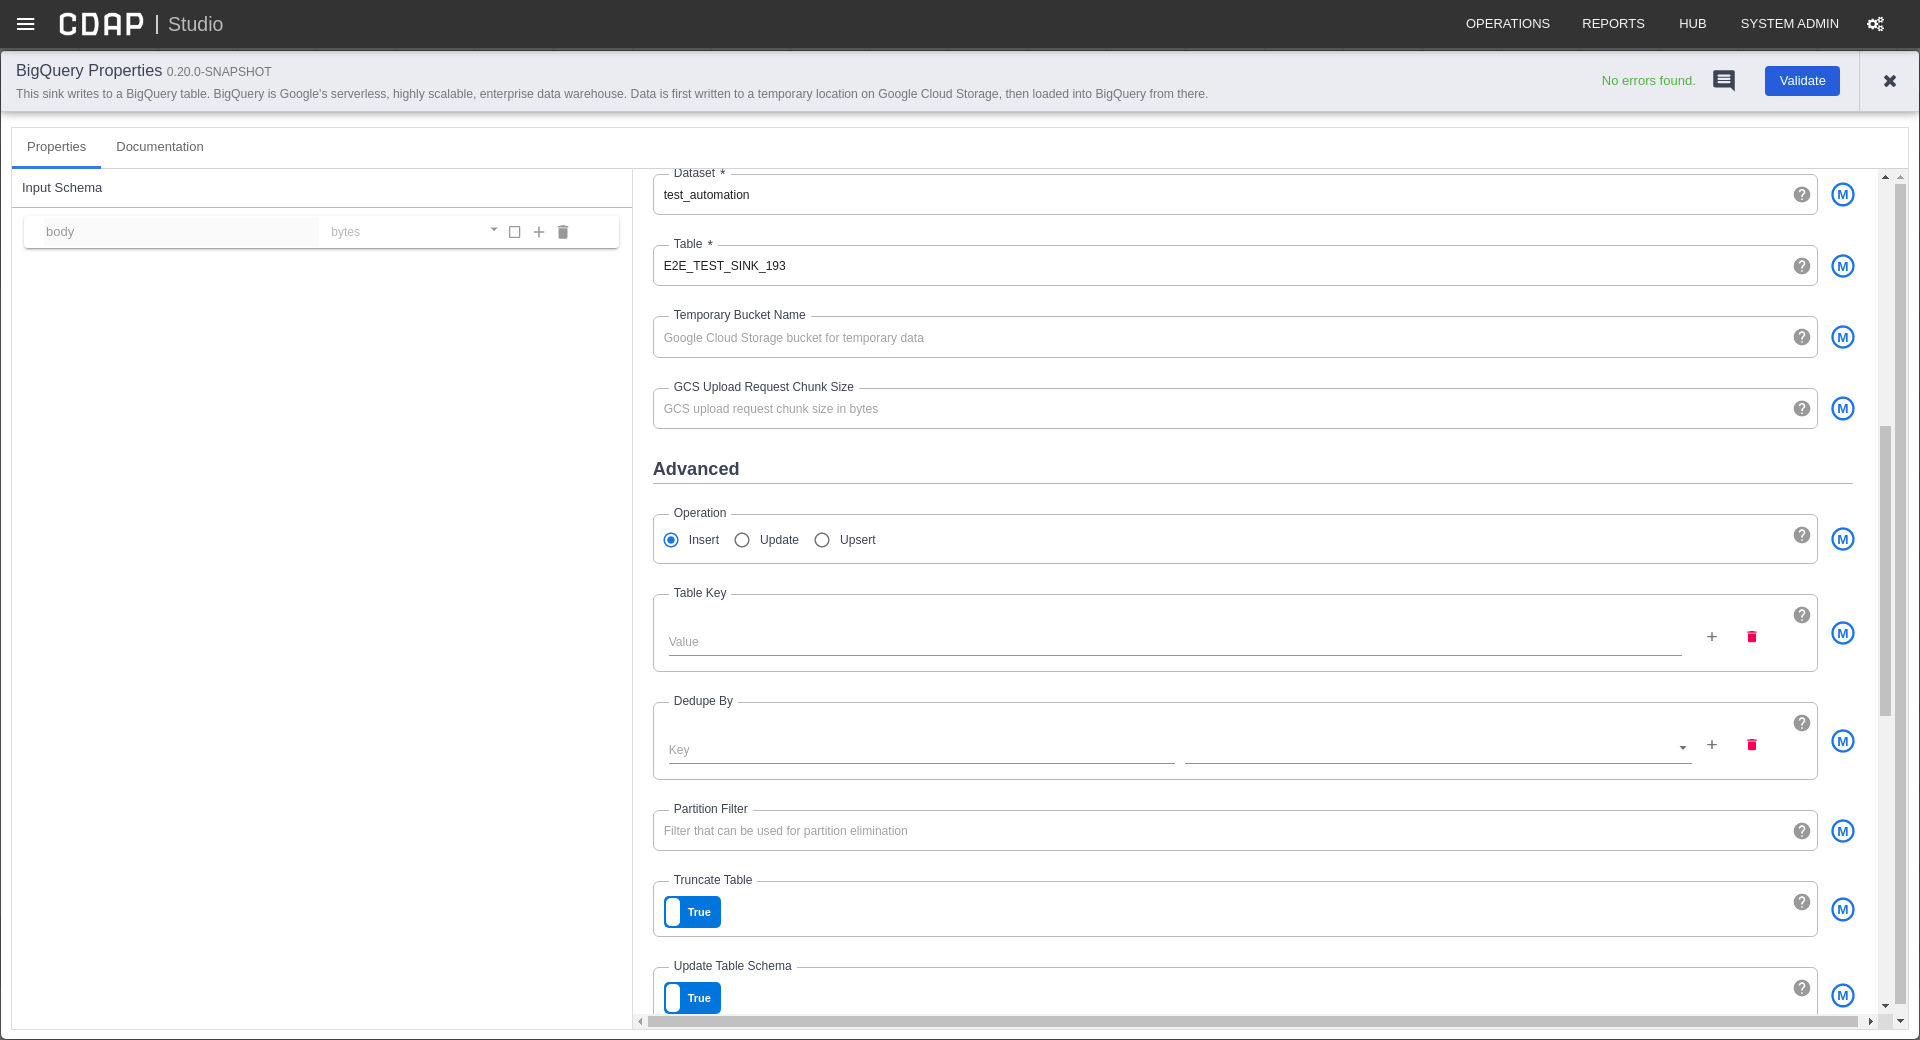 CDAP | Studio OPERATIONS REPORTS HUB SYSTEM ADMIN
BigQuery Properties 0.20.0-SNAPSHOT
This sink writes to a BigQuery table. BigQuery is Google's serverless, highly scalable, enterprise data warehouse. Data is first written to a temporary location on Google Cloud Storage, then loaded into BigQuery from there.
No errors found. Validate
Properties Documentation
Input Schema
body bytes
Dataset *
test_automation
M
Table *
E2E_TEST_SINK_193
M
Temporary Bucket Name
Google Cloud Storage bucket for temporary data
M
GCS Upload Request Chunk Size
GCS upload request chunk size in bytes
M
Advanced
Operation
Insert Update Upsert
M
Table Key
Value
M
Dedupe By
Key
M
Partition Filter
Filter that can be used for partition elimination
M
Truncate Table
True
M
Update Table Schema
True
M